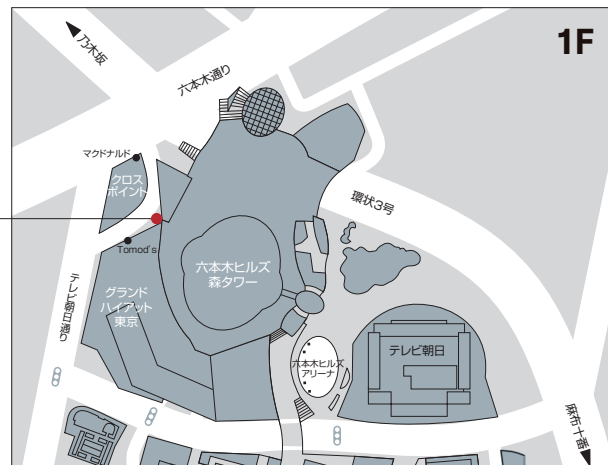 1F
乃木坂
六本木通り
マクドナルド
クロス
ポイント
環状3号
Tomod's
六本木ヒルズ
森タワー
グランド
ハイアット
東京
テレビ朝日通り
テレビ朝日
六本木ヒルズ
アリーナ
麻布十番